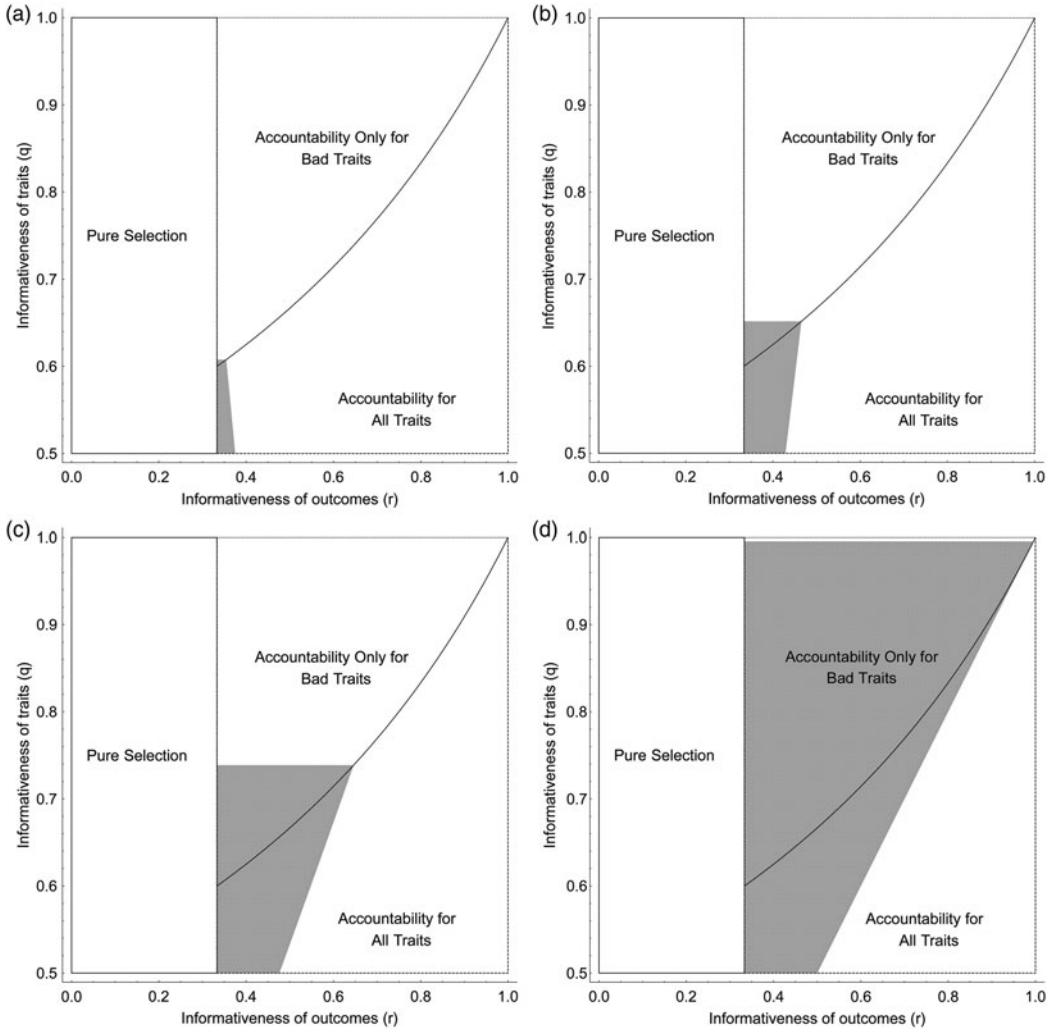 (a)
1.0
0.9
0.8
0.7
0.6
0.5
Informativeness of traits (q)
Accountability Only for
Bad Traits
Pure Selection
Accountability for
All Traits
0.0 0.2 0.4 0.6 0.8 1.0
Informativeness of outcomes (r)
(b)
1.0
0.9
0.8
0.7
0.6
0.5
Informativeness of traits (q)
Accountability Only for
Bad Traits
Pure Selection
Accountability for
All Traits
0.0 0.2 0.4 0.6 0.8 1.0
Informativeness of outcomes (r)
(c)
1.0
0.9
0.8
0.7
0.6
0.5
Informativeness of traits (q)
Accountability Only for
Bad Traits
Pure Selection
Accountability for
All Traits
0.0 0.2 0.4 0.6 0.8 1.0
Informativeness of outcomes (r)
(d)
1.0
0.9
0.8
0.7
0.6
0.5
Informativeness of traits (q)
Accountability Only for
Bad Traits
Pure Selection
Accountability for
All Traits
0.0 0.2 0.4 0.6 0.8 1.0
Informativeness of outcomes (r)